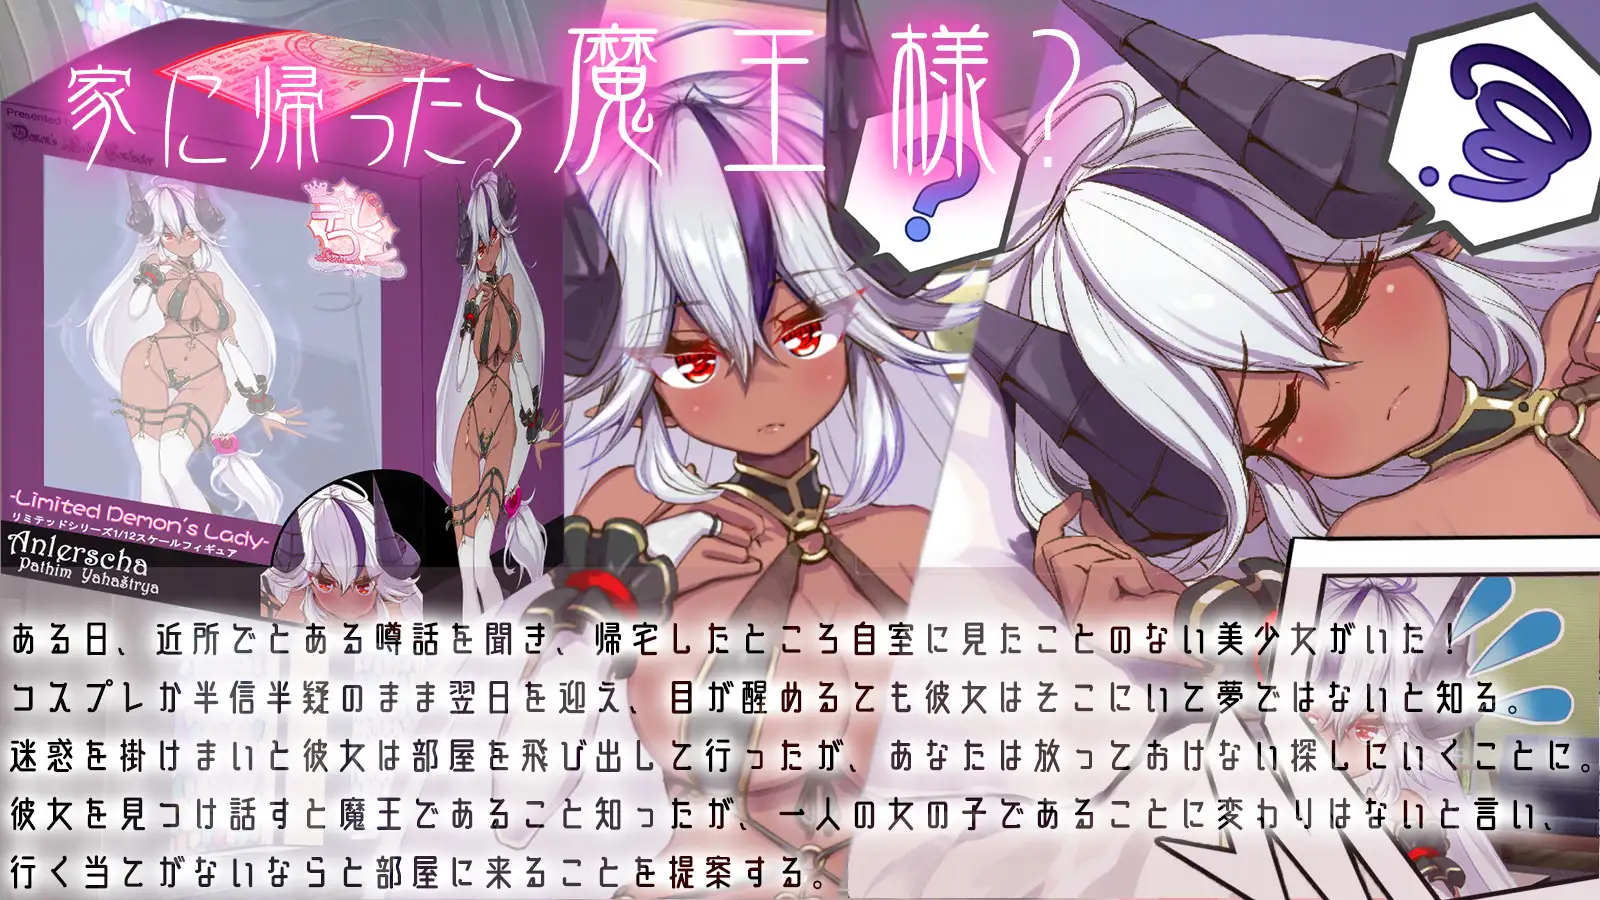 家に帰ったら魔王様?
Presented
-Limited Demon's Lady-
リミテッドシリーズ1/12スケールフィギュア
Anlerscha
Pathim Yahaštrya
ある日、近所でとある噂話を聞き、帰宅したところ自室に見たことのない美少女がいた!
コスプレか半信半疑のまま翌日を迎え、目が醒めるても彼女はそこにいて夢ではないと知る。
迷惑を掛けまいと彼女は部屋を飛び出して行ったが、あなたは放っておけない探しにいくことに。
彼女を見つけ話すと魔王であること知ったが、一人の女の子であることに変わりはないと言い、
行く当てがないならと部屋に来ることを提案する。